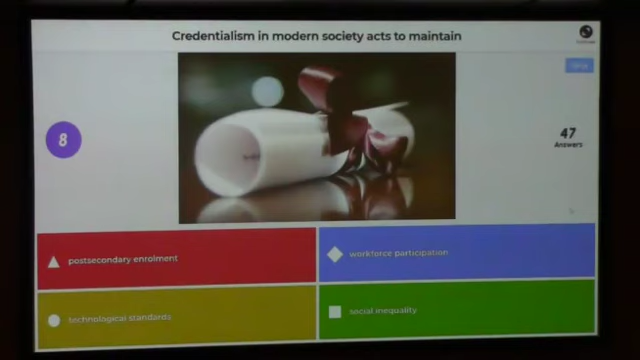 Credentialism in modern society acts to maintain
8
47
Answers
postsecondary enrolment
workforce participation
technological standards
social inequality